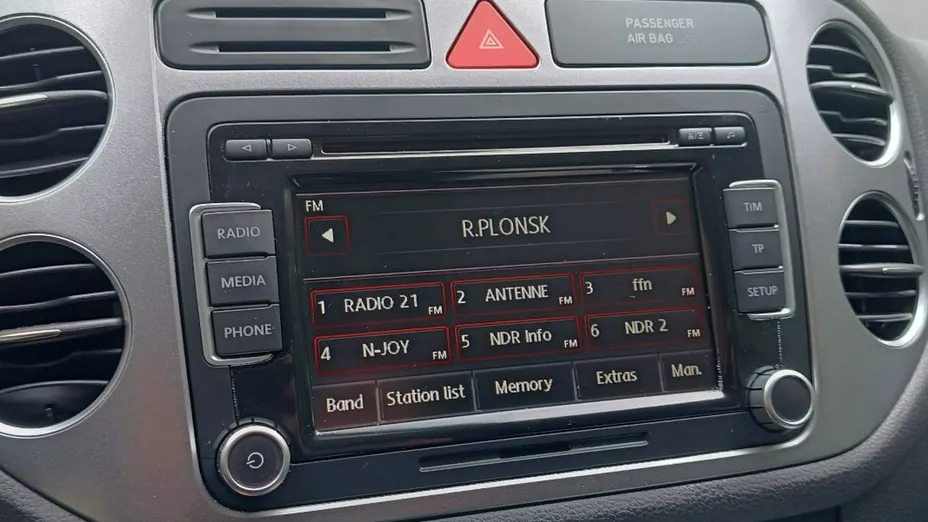 PASSENGER
AIR BAG
FM
R.PLONSK
RADIO
MEDIA
PHONE
TIM
TP
SETUP
1 RADIO 21 FM
2 ANTENNE FM
3 ffn FM
4 N-JOY FM
5 NDR Info FM
6 NDR 2 FM
Band
Station list
Memory
Extras
Man.